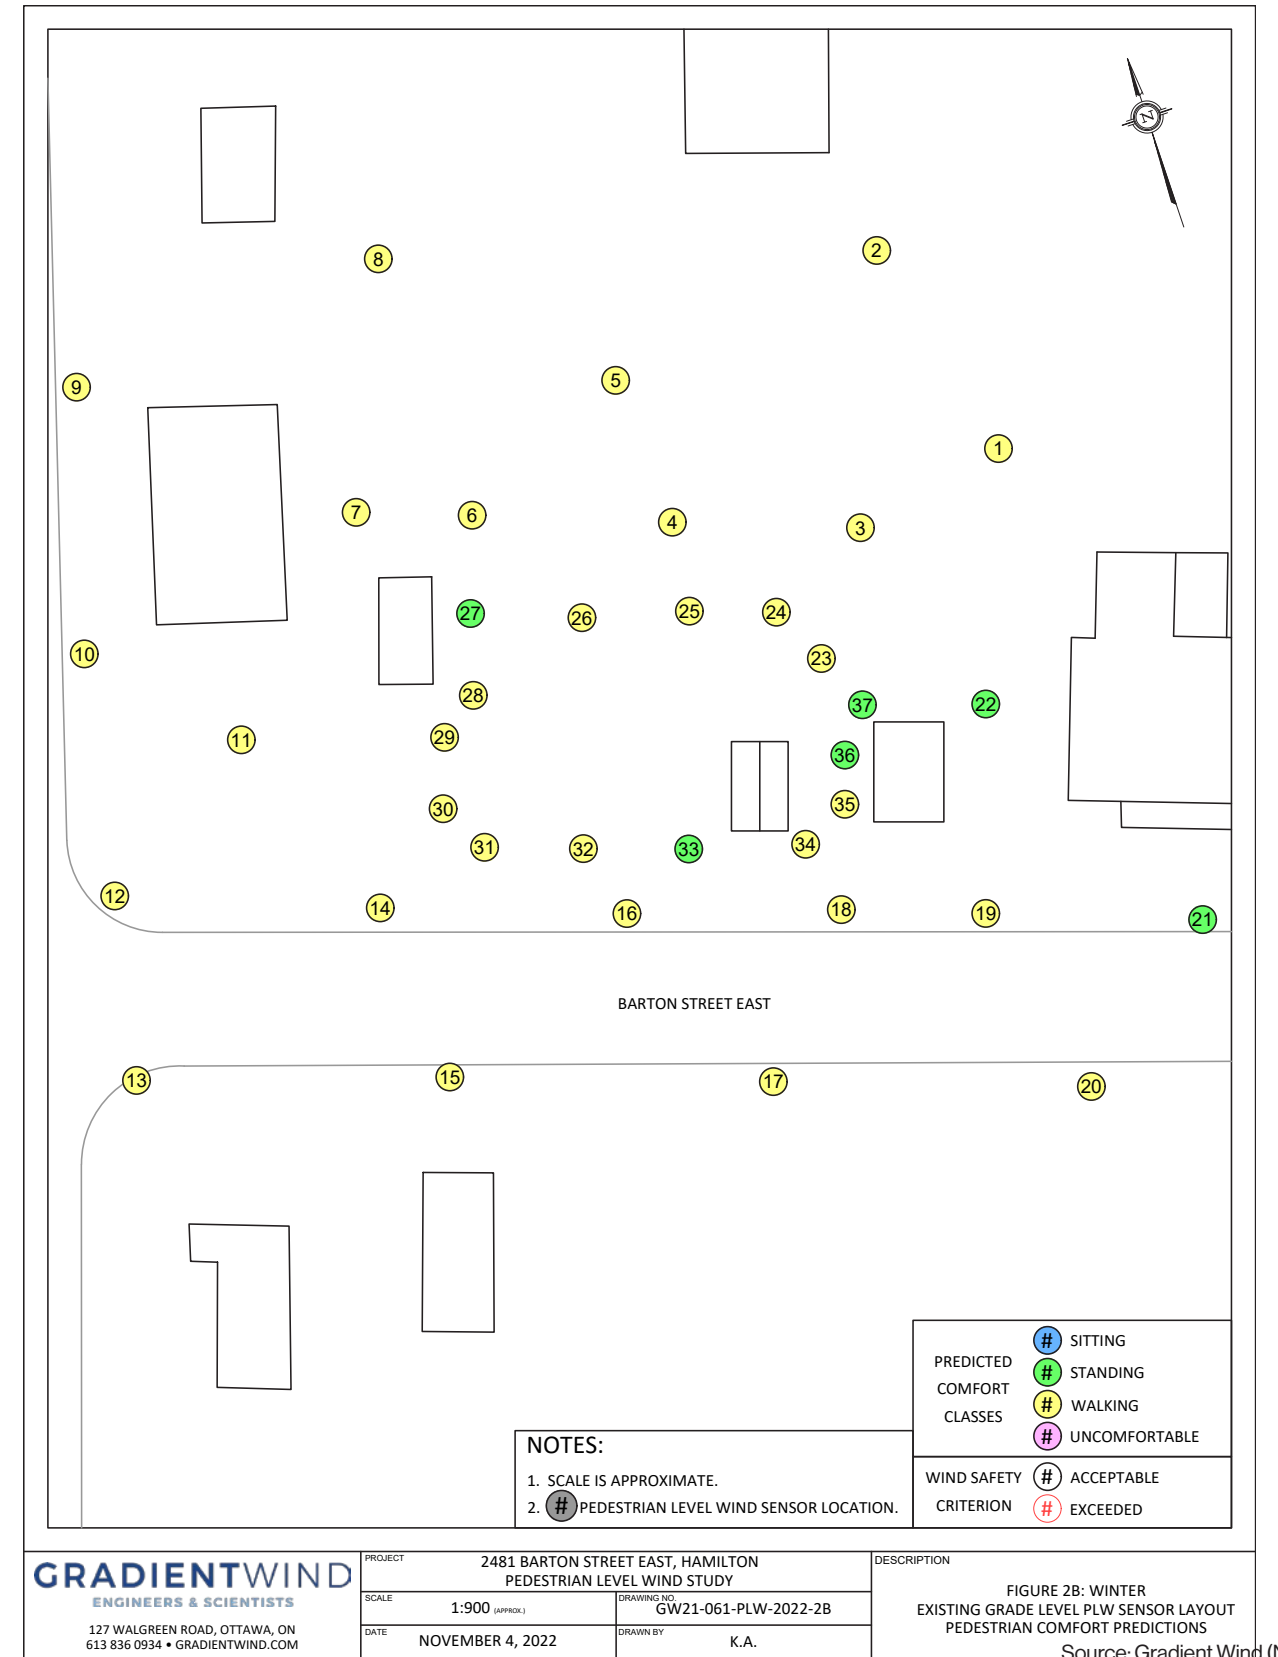 N
8
2
9
5
1
7
6
4
3
27
26
25
24
10
23
28
37
22
11
29
36
30
35
31
32
33
34
12
14
16
18
19
21
BARTON STREET EAST
13
15
17
20
PREDICTED
COMFORT
CLASSES
# SITTING
# STANDING
# WALKING
# UNCOMFORTABLE
WIND SAFETY
CRITERION
# ACCEPTABLE
# EXCEEDED
NOTES:
1. SCALE IS APPROXIMATE.
2. # PEDESTRIAN LEVEL WIND SENSOR LOCATION.
GRADIENTWIND
ENGINEERS & SCIENTISTS
127 WALGREEN ROAD, OTTAWA, ON
613 836 0934 • GRADIENTWIND.COM
PROJECT
2481 BARTON STREET EAST, HAMILTON
PEDESTRIAN LEVEL WIND STUDY
SCALE
1:900 (APPROX.)
DRAWING NO.
GW21-061-PLW-2022-2B
DATE
NOVEMBER 4, 2022
DRAWN BY
K.A.
DESCRIPTION
FIGURE 2B: WINTER
EXISTING GRADE LEVEL PLW SENSOR LAYOUT
PEDESTRIAN COMFORT PREDICTIONS
Source: Gradient Wind (N